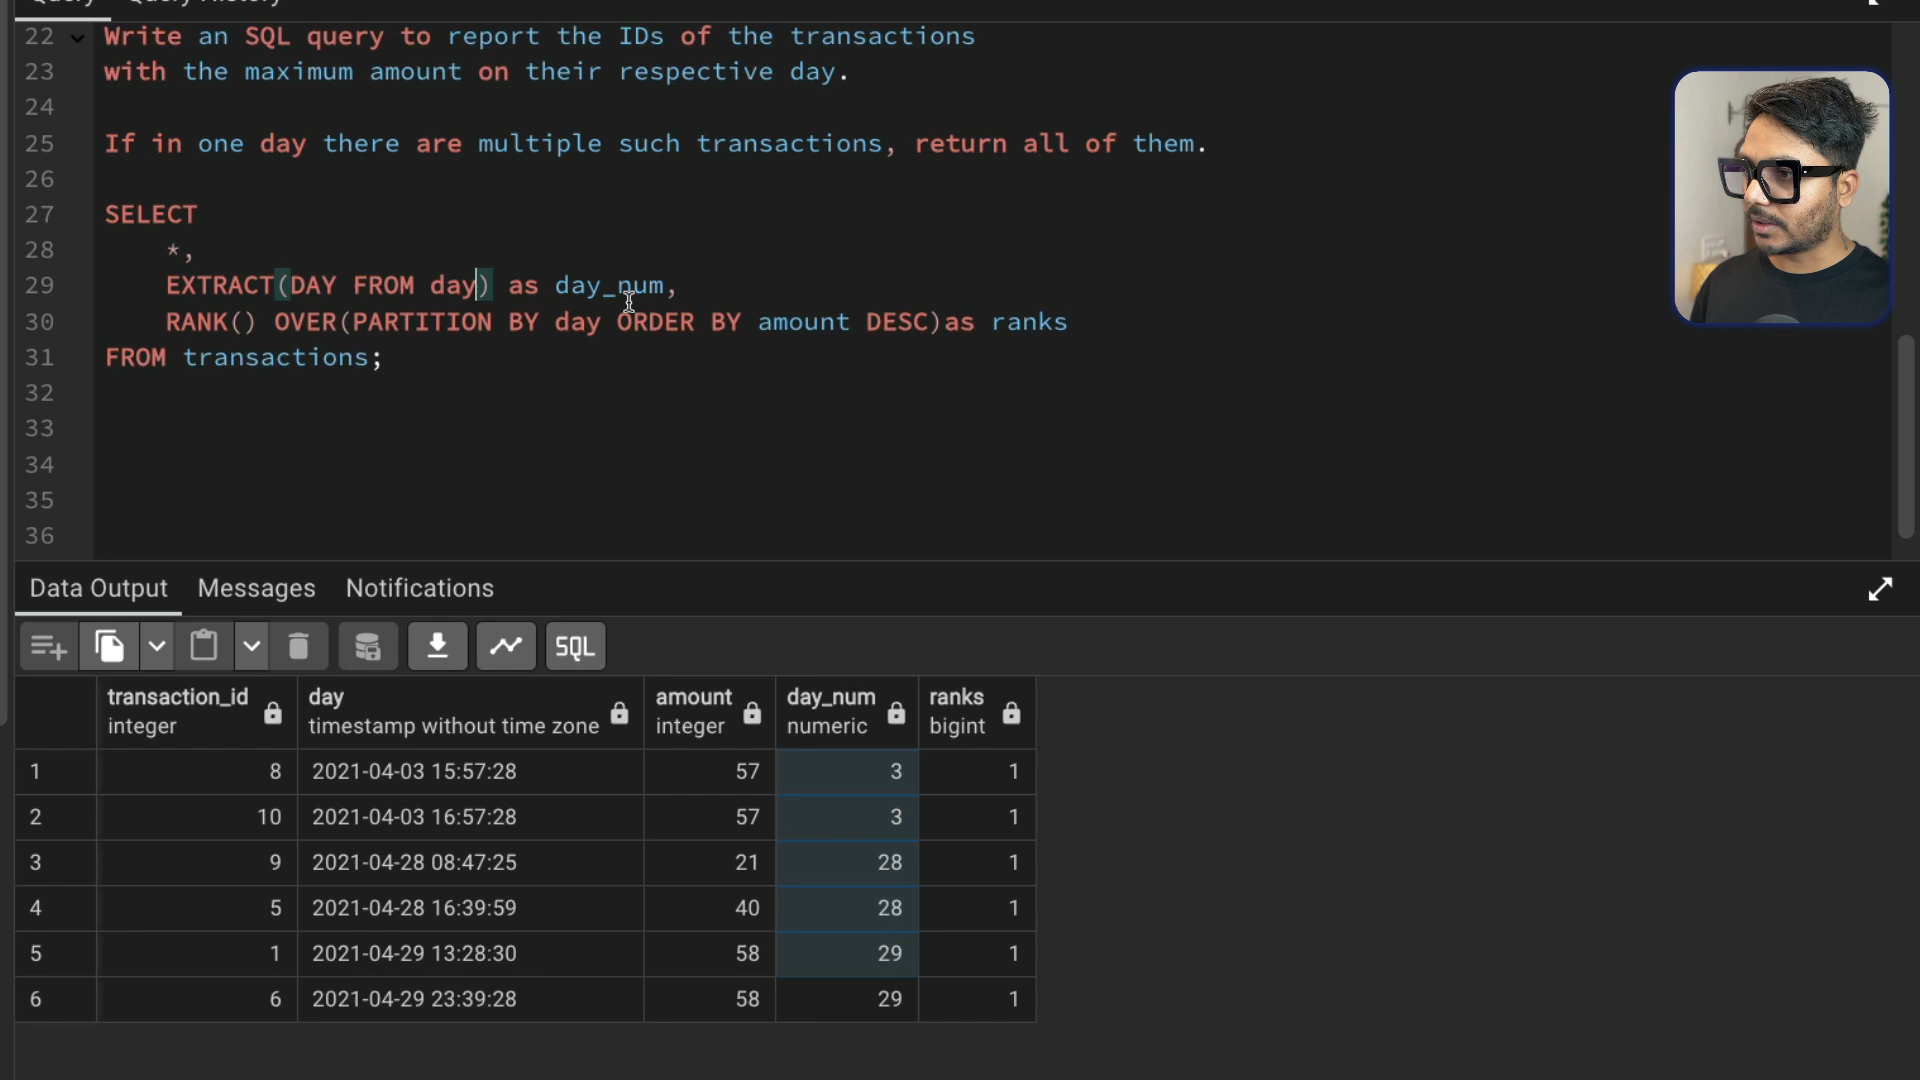 Query Query History
22 Write an SQL query to report the IDs of the transactions
23 with the maximum amount on their respective day.
24
25 If in one day there are multiple such transactions, return all of them.
26
27 SELECT
28 *,
29 EXTRACT(DAY FROM day) as day_num,
30 RANK() OVER(PARTITION BY day ORDER BY amount DESC)as ranks
31 FROM transactions;
32
33
34
35
36
Data Output Messages Notifications
SQL
transaction_id day amount day_num ranks
integer timestamp without time zone integer numeric bigint
1 8 2021-04-03 15:57:28 57 3 1
2 10 2021-04-03 16:57:28 57 3 1
3 9 2021-04-28 08:47:25 21 28 1
4 5 2021-04-28 16:39:59 40 28 1
5 1 2021-04-29 13:28:30 58 29 1
6 6 2021-04-29 23:39:28 58 29 1